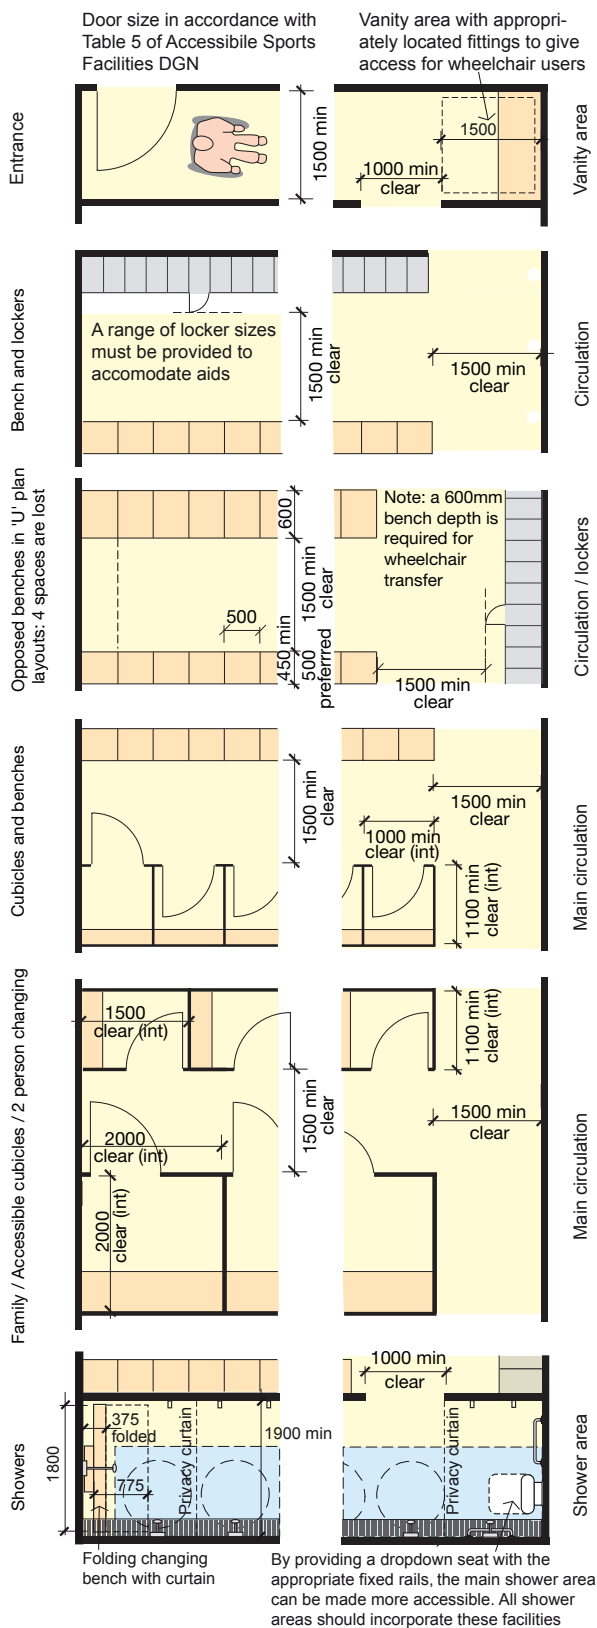 Door size in accordance with
Table 5 of Accessibile Sports
Facilities DGN
Vanity area with appropri-
ately located fittings to give
access for wheelchair users
Entrance
1500 min
1500
1000 min
clear
Vanity area
Bench and lockers
A range of locker sizes
must be provided to
accomodate aids
1500 min
clear
1500 min
clear
Circulation
Opposed benches in 'U' plan
layouts: 4 spaces are lost
600
1500 min
clear
500
450 min
500
preferrred
Note: a 600mm
bench depth is
required for
wheelchair
transfer
1500 min
clear
Circulation / lockers
Cubicles and benches
1500 min
clear
1000 min
clear (int)
1500 min
clear
1100 min
clear (int)
Main circulation
Family / Accessible cubicles / 2 person changing
1500
clear (int)
1100 min
clear (int)
1500 min
clear
2000
clear (int)
1500 min
clear
2000
clear (int)
Main circulation
Showers
1800
375
folded
775
Privacy curtain
1900 min
1000 min
clear
Privacy curtain
Shower area
Folding changing
bench with curtain
By providing a dropdown seat with the
appropriate fixed rails, the main shower area
can be made more accessible. All shower
areas should incorporate these facilities